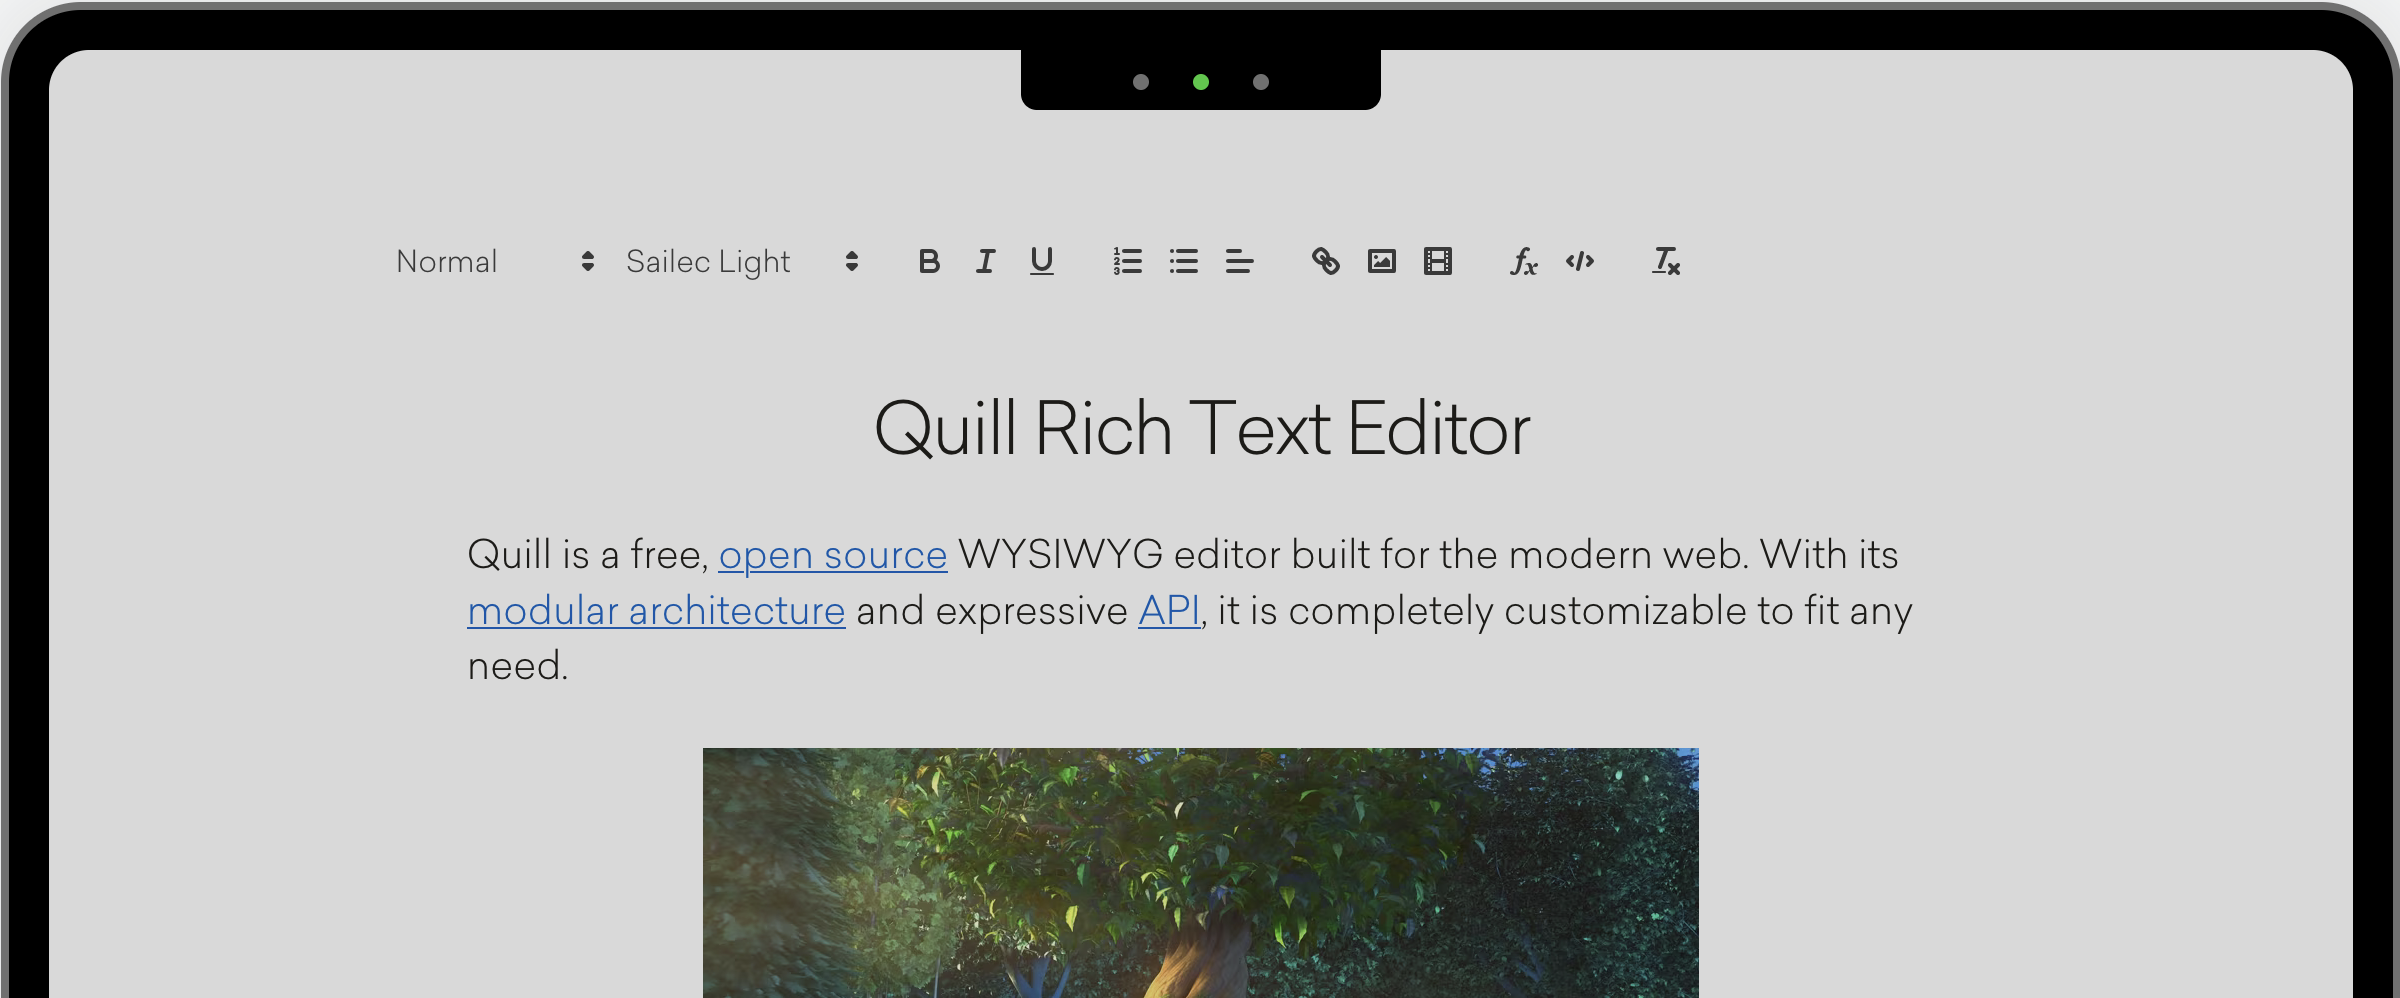 Normal Sailec Light
Quill Rich Text Editor
Quill is a free, open source WYSIWYG editor built for the modern web. With its
modular architecture and expressive API, it is completely customizable to fit any
need.